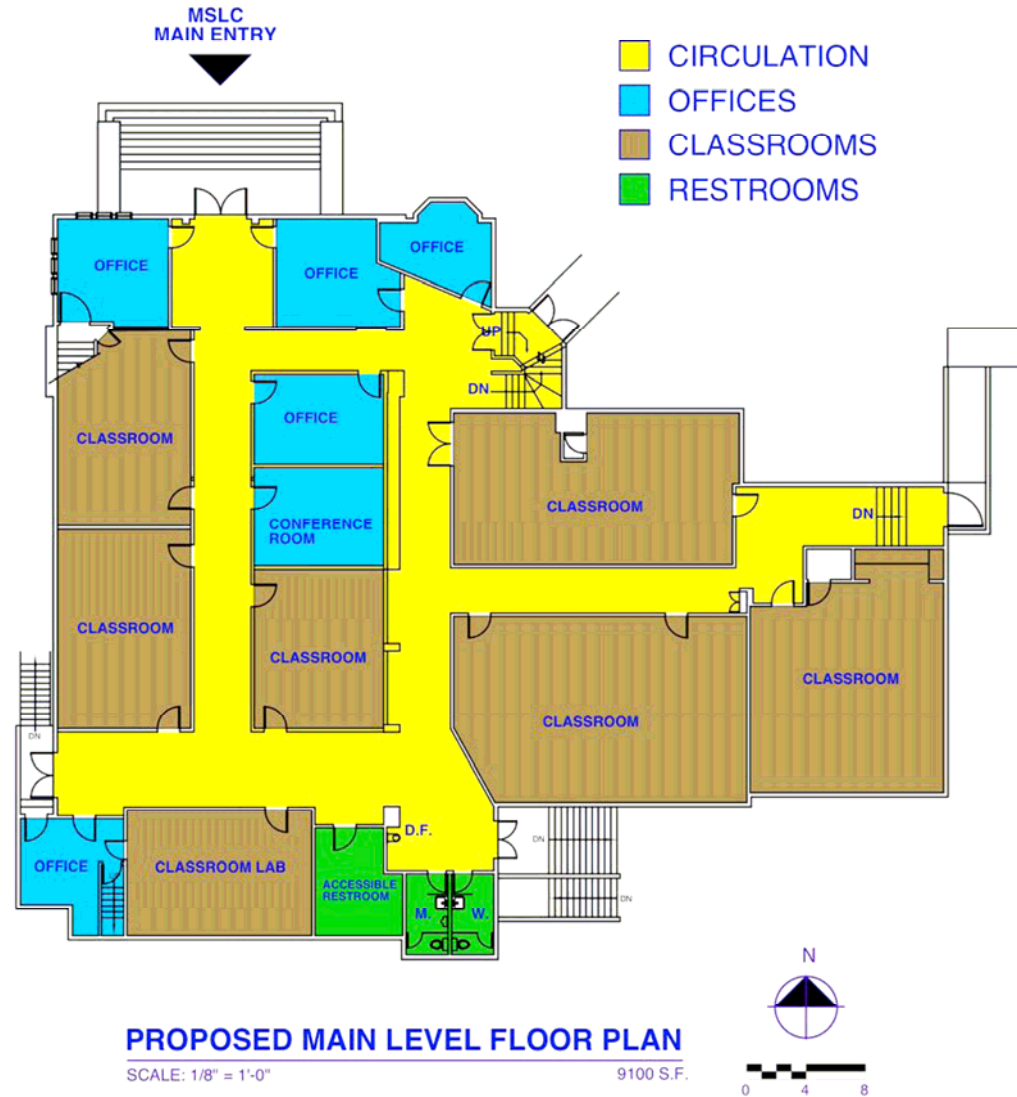 MSLC
MAIN ENTRY
CIRCULATION
OFFICES
CLASSROOMS
RESTROOMS
OFFICE
OFFICE
OFFICE
UP
DN
OFFICE
CLASSROOM
CLASSROOM
DN
CONFERENCE
ROOM
CLASSROOM
CLASSROOM
CLASSROOM
CLASSROOM
DN
D.F.
DN
OFFICE
CLASSROOM LAB
ACCESSIBLE
RESTROOM
M.
W.
DN
N
PROPOSED MAIN LEVEL FLOOR PLAN
SCALE: 1/8" = 1'-0"
9100 S.F.
0 4 8